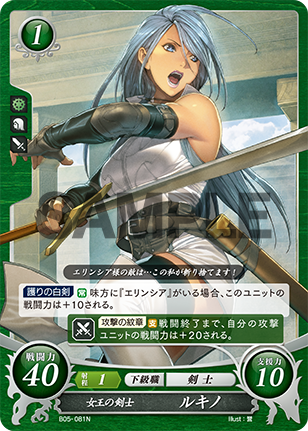 1
SAMPLE
エリンシア様の敵は…この私が斬り捨てます!
護りの白剣 常 味方に『エリンシア』がいる場合、このユニットの
戦闘力は+10される。
攻撃の紋章 支 戦闘終了まで、自分の攻撃
ユニットの戦闘力は+20される。
戦闘力 40
射程 1 下級職 剣士
支援力 10
女王の剣士 ルキノ
B05-081N
Illust: